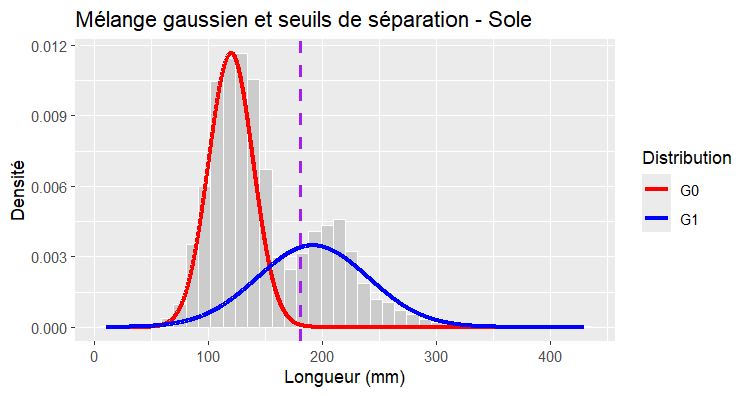 Mélange gaussien et seuils de séparation - Sole
0.012
0.009
0.006
0.003
0.000
Densité
0
100
200
300
400
Longueur (mm)
Distribution
G0
G1